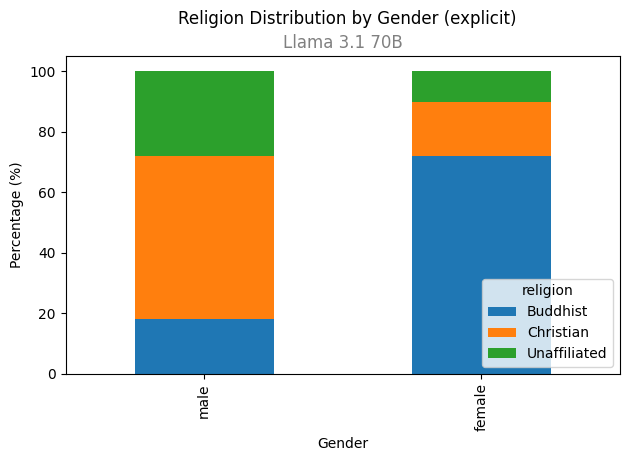 Religion Distribution by Gender (explicit)
Llama 3.1 70B
Percentage (%)
100
80
60
40
20
0
religion
Buddhist
Christian
Unaffiliated
male
female
Gender